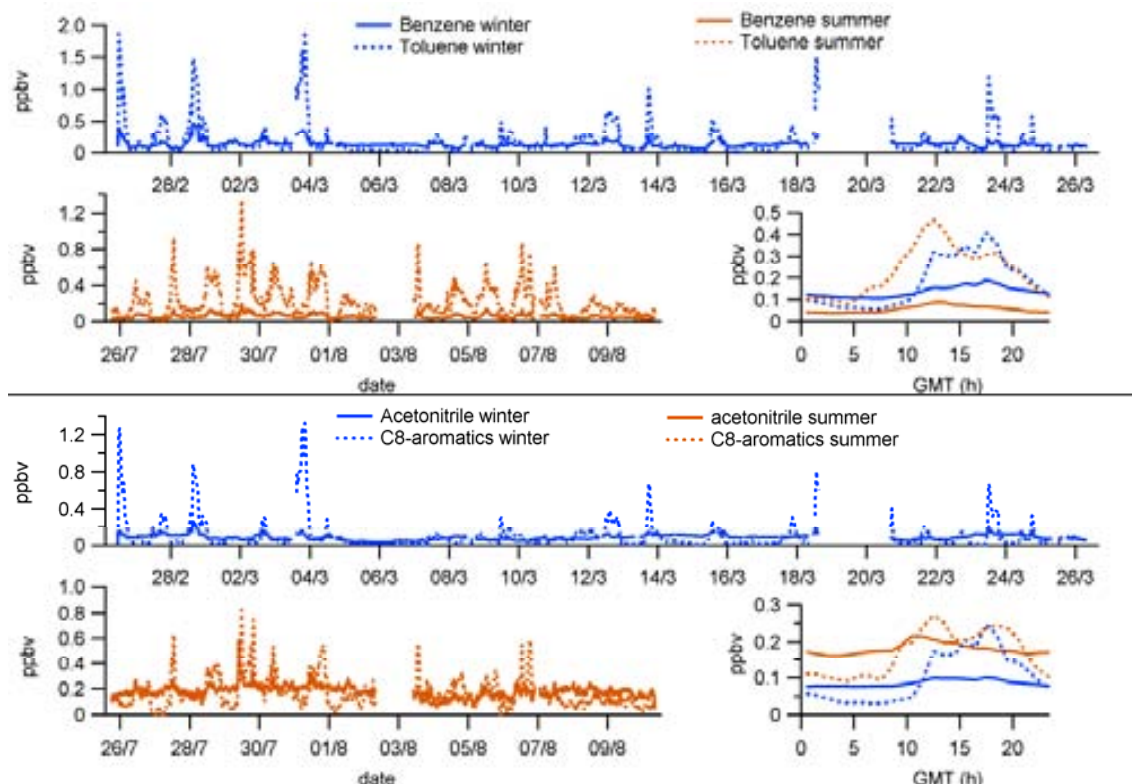 Benzene winter Benzene summer
Toluene winter Toluene summer
2.0
1.5
1.0
0.5
0
ppbv
28/2 02/3 04/3 06/3 08/3 10/3 12/3 14/3 16/3 18/3 20/3 22/3 24/3 26/3
1.2
0.8
0.4
0
ppbv
26/7 28/7 30/7 01/8 03/8 05/8 07/8 09/8
date
0.5
0.4
0.3
0.2
0.1
0
ppbv
0 5 10 15 20
GMT (h)
Acetonitrile winter acetonitrile summer
C8-aromatics winter C8-aromatics summer
1.2
0.8
0.4
0
ppbv
28/2 02/3 04/3 06/3 08/3 10/3 12/3 14/3 16/3 18/3 20/3 22/3 24/3 26/3
1.0
0.8
0.6
0.4
0.2
0
ppbv
26/7 28/7 30/7 01/8 03/8 05/8 07/8 09/8
date
0.3
0.2
0.1
0
ppbv
0 5 10 15 20
GMT (h)